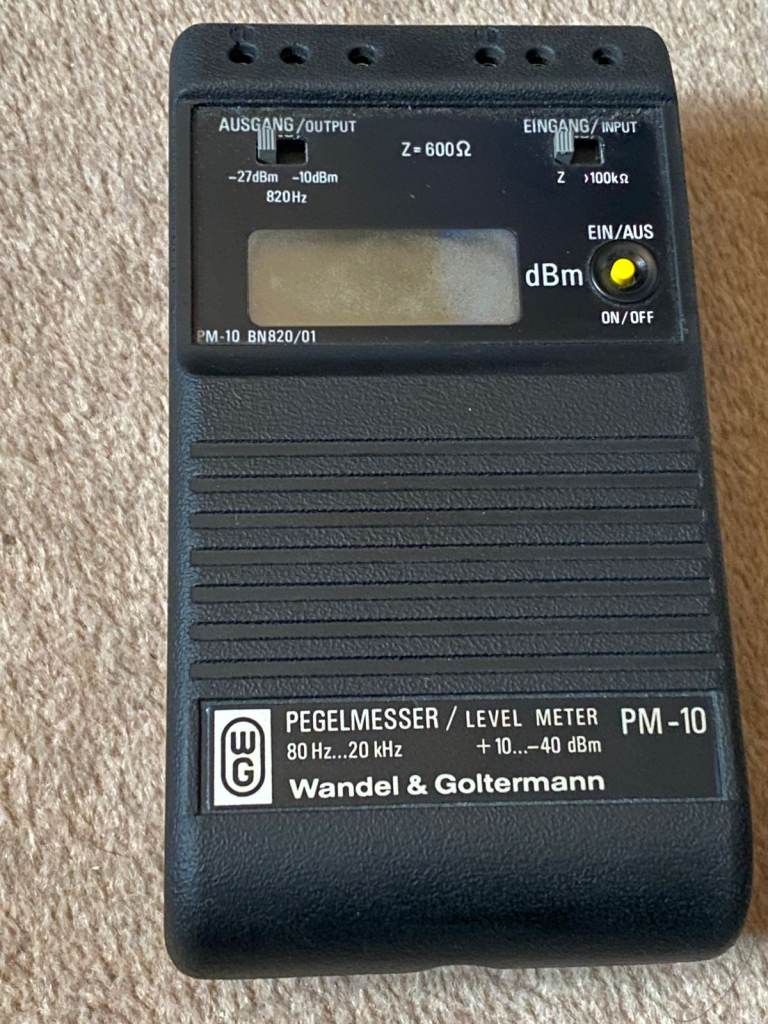 AUSGANG/OUTPUT
EINGANG/INPUT
Z=600Ω
-27dBm -10dBm
Z >100kΩ
820Hz
EIN/AUS
dBm
ON/OFF
PM-10 BN820/01
WG
PEGELMESSER / LEVEL METER PM-10
80 Hz...20 kHz +10...-40 dBm
Wandel & Goltermann